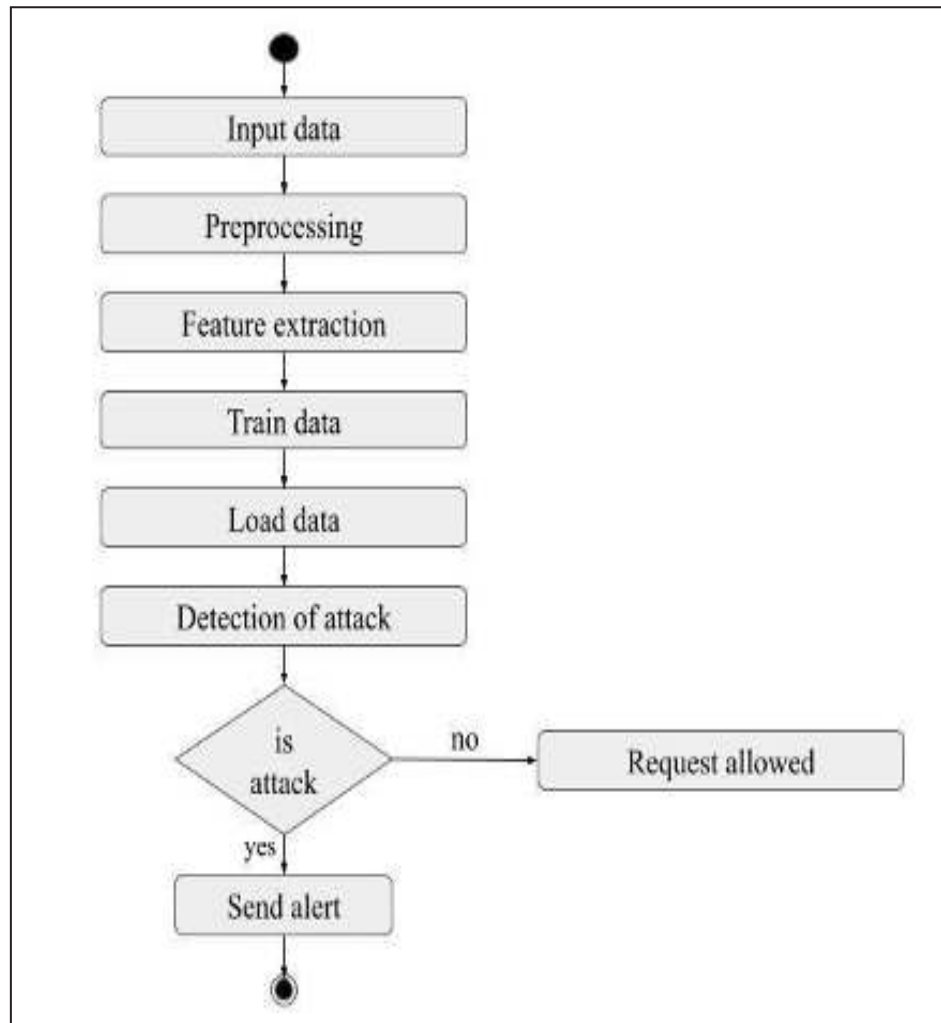 Input data
Preprocessing
Feature extraction
Train data
Load data
Detection of attack
is
attack
no
Request allowed
yes
Send alert